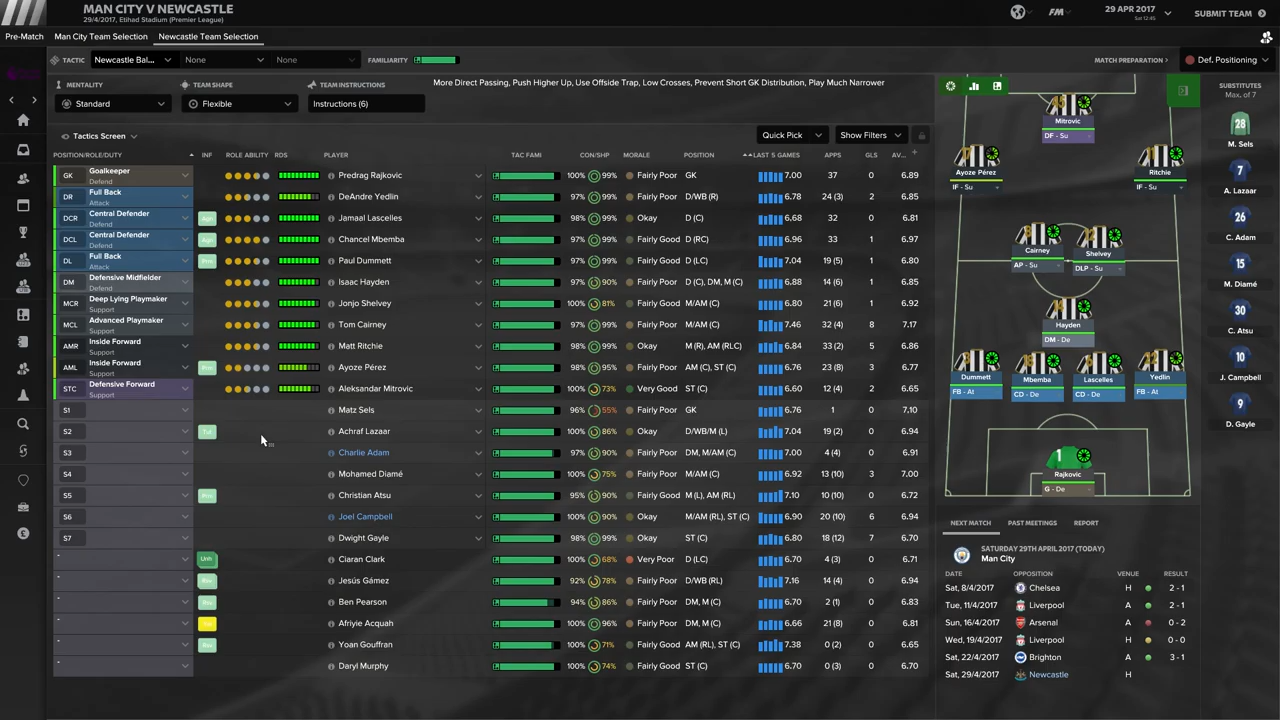 MAN CITY V NEWCASTLE
29/4/2017, Etihad Stadium (Premier League)
FM
29 APR 2017
Sat 12:45
SUBMIT TEAM
Pre-Match
Man City Team Selection
Newcastle Team Selection
TACTIC
Newcastle Bal...
None
None
FAMILIARITY
MATCH PREPARATION >
Def. Positioning
MENTALITY
Standard
TEAM SHAPE
Flexible
TEAM INSTRUCTIONS
Instructions (6)
More Direct Passing, Push Higher Up, Use Offside Trap, Low Crosses, Prevent Short GK Distribution, Play Much Narrower
Tactics Screen
Quick Pick
Show Filters
POSITION/ROLE/DUTY INF ROLE ABILITY RDS PLAYER TAC FAMI CON/SHP MORALE POSITION LAST 5 GAMES APPS GLS AV...
GK Goalkeeper Defend Predrag Rajkovic 100% 99% Fairly Poor GK 7.00 37 0 6.89
DR Full Back Attack DeAndre Yedlin 97% 99% Fairly Poor D/WB (R) 6.78 24 (3) 2 6.85
DCR Central Defender Defend Jamaal Lascelles 98% 99% Okay D (C) 6.68 32 0 6.81
DCL Central Defender Defend Chancel Mbemba 97% 99% Fairly Good D (RC) 6.96 33 1 6.97
DL Full Back Attack Paul Dummett 97% 99% Fairly Good D (LC) 7.04 19 (5) 1 6.80
DM Defensive Midfielder Defend Isaac Hayden 97% 90% Fairly Poor D (C), DM, M (C) 6.88 14 (6) 1 6.85
MCR Deep Lying Playmaker Support Jonjo Shelvey 100% 81% Fairly Good M/AM (C) 6.80 21 (6) 1 6.92
MCL Advanced Playmaker Support Tom Cairney 97% 99% Fairly Poor M/AM (C) 7.46 32 (4) 8 7.17
AMR Inside Forward Support Matt Ritchie 98% 99% Okay M (R), AM (RLC) 6.84 33 (2) 5 6.86
AML Inside Forward Support Ayoze Pérez 97% 95% Fairly Poor AM (C), ST (C) 6.76 23 (8) 3 6.77
STC Defensive Forward Support Aleksandar Mitrovic 100% 73% Very Good ST (C) 6.60 12 (4) 2 6.65
S1 Matz Sels 96% 55% Fairly Poor GK 6.76 1 0 7.10
S2 Achraf Lazaar 100% 86% Okay D/WB/M (L) 7.04 19 (2) 0 6.94
S3 Charlie Adam 97% 90% Fairly Poor DM, M/AM (C) 7.00 4 (4) 0 6.91
S4 Mohamed Diamé 100% 75% Fairly Poor M/AM (C) 6.92 13 (10) 3 7.00
S5 Christian Atsu 95% 90% Fairly Good M (L), AM (RL) 7.10 10 (10) 0 6.72
S6 Joel Campbell 100% 90% Okay M/AM (RL), ST (C) 6.90 20 (10) 6 6.94
S7 Dwight Gayle 98% 99% Okay ST (C) 6.80 18 (12) 7 6.70
- Unh Ciaran Clark 100% 68% Very Poor D (LC) 6.70 4 (3) 0 6.71
- Jesús Gámez 92% 78% Fairly Poor D/WB (RL) 7.16 14 (4) 0 6.94
- Ben Pearson 94% 86% Fairly Poor DM, M (C) 6.70 2 (1) 0 6.83
- Afriyie Acquah 100% 96% Fairly Poor DM, M (C) 6.66 21 (8) 0 6.81
- Yoan Gouffran 100% 71% Fairly Good AM (RL), ST (C) 7.38 0 (2) 0 6.65
- Daryl Murphy 100% 74% Fairly Good ST (C) 6.70 0 (3) 0 6.70
Mitrovic
DF - Su
Ayoze Pérez
IF - Su
Ritchie
IF - Su
Cairney
AP - Su
Shelvey
DLP - Su
Hayden
DM - De
Dummett
FB - At
Mbemba
CD - De
Lascelles
CD - De
Yedlin
FB - At
1
Rajkovic
G - De
SUBSTITUTES
Max. of 7
28
M. Sels
7
A. Lazaar
26
C. Adam
15
M. Diamé
30
C. Atsu
10
J. Campbell
9
D. Gayle
NEXT MATCH
PAST MEETINGS
REPORT
SATURDAY 29TH APRIL 2017 (TODAY)
Man City
DATE OPPOSITION VENUE RESULT
Sat, 8/4/2017 Chelsea H 2 - 1
Tue, 11/4/2017 Liverpool A 2 - 1
Sun, 16/4/2017 Arsenal A 0 - 2
Wed, 19/4/2017 Liverpool H 0 - 0
Sat, 22/4/2017 Brighton A 3 - 1
Sat, 29/4/2017 Newcastle H